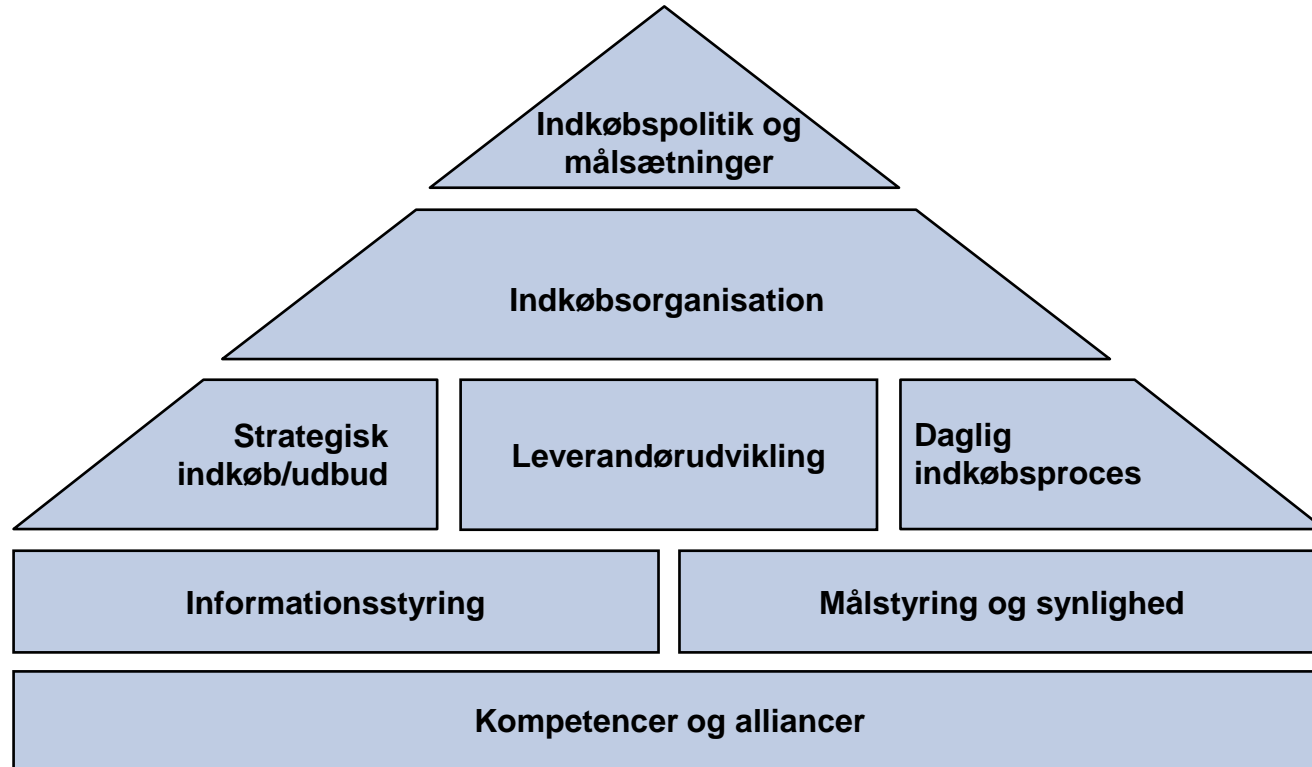 Indkøbspolitik og
målsætninger
Indkøbsorganisation
Strategisk
indkøb/udbud
Leverandørudvikling
Daglig
indkøbsproces
Informationsstyring
Målstyring og synlighed
Kompetencer og alliancer